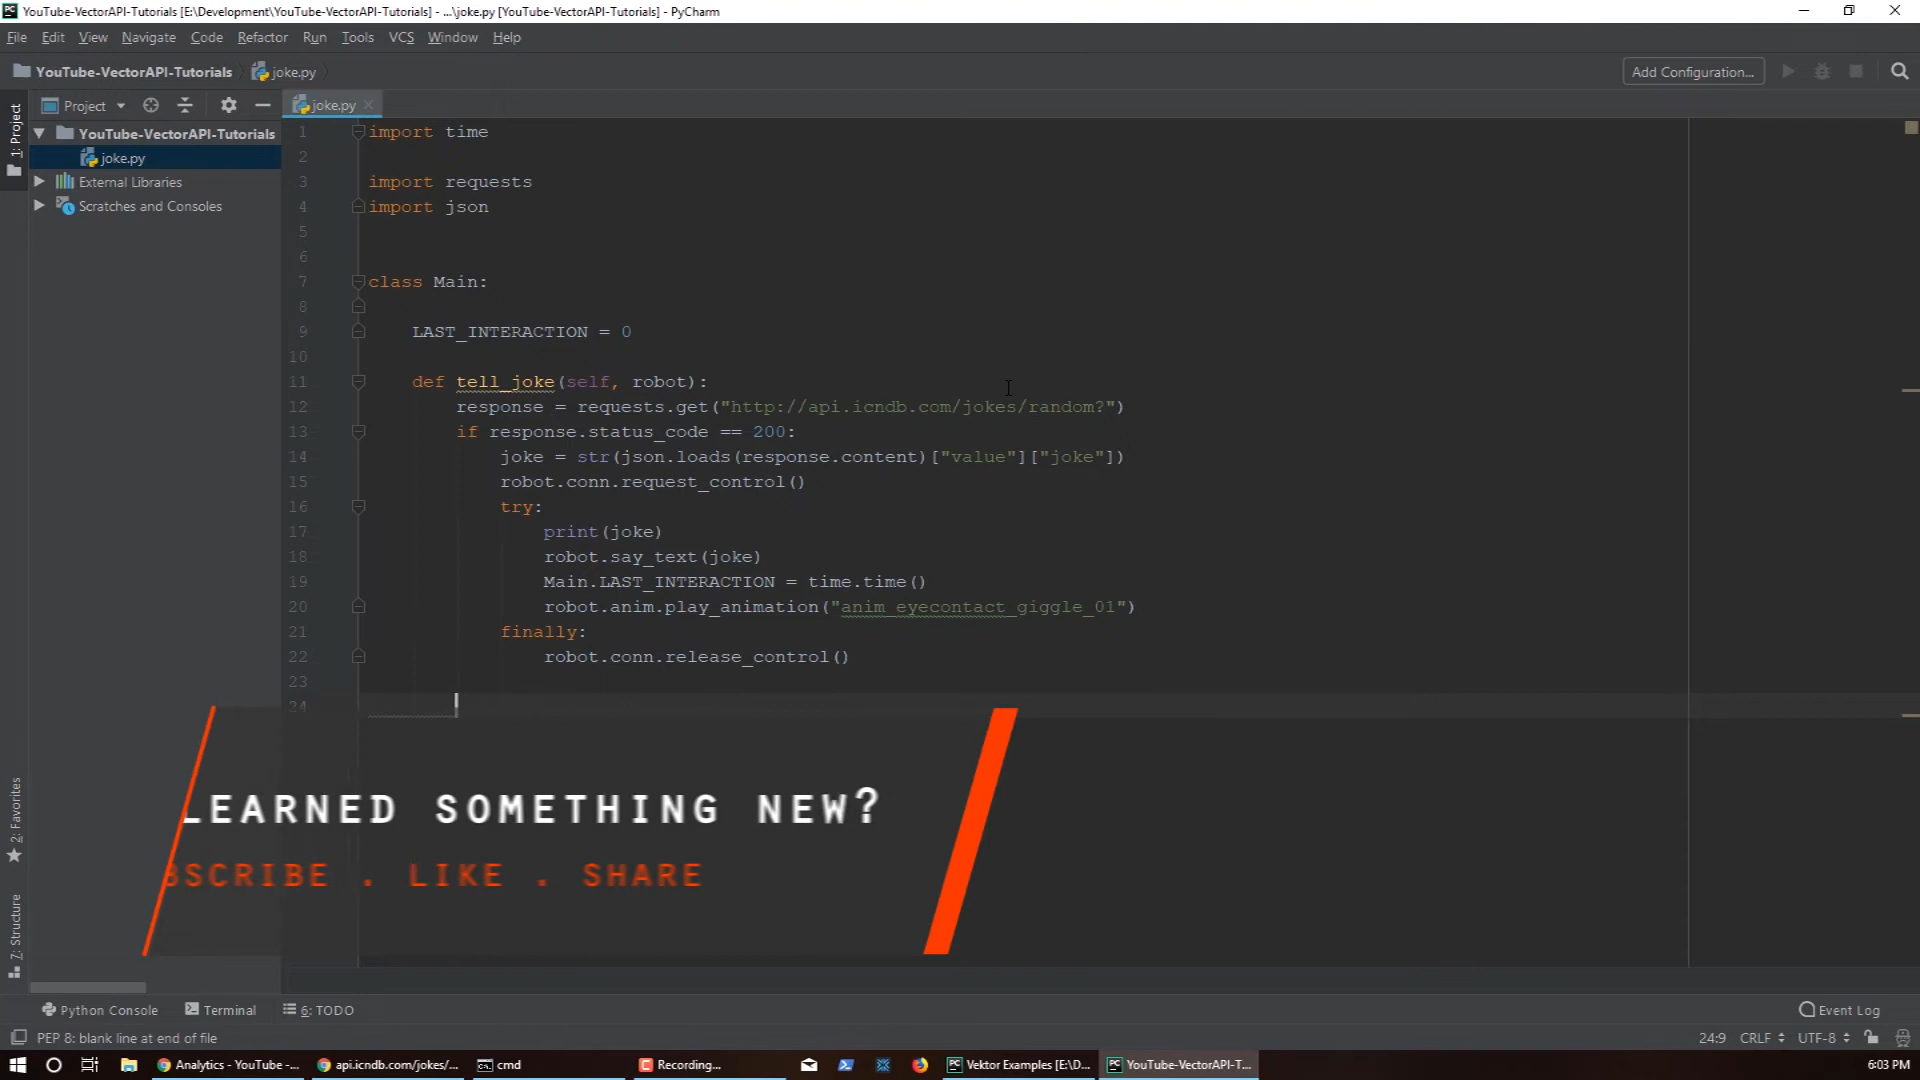 YouTube-VectorAPI-Tutorials [E:\Development\YouTube-VectorAPI-Tutorials] - ...\joke.py [YouTube-VectorAPI-Tutorials] - PyCharm
File Edit View Navigate Code Refactor Run Tools VCS Window Help
YouTube-VectorAPI-Tutorials joke.py Add Configuration...
1: Project
Project joke.py
YouTube-VectorAPI-Tutorials
joke.py
External Libraries
Scratches and Consoles
1 import time
2
3 import requests
4 import json
5
6
7 class Main:
8
9 LAST_INTERACTION = 0
10
11 def tell_joke(self, robot):
12 response = requests.get("http://api.icndb.com/jokes/random?")
13 if response.status_code == 200:
14 joke = str(json.loads(response.content)["value"]["joke"])
15 robot.conn.request_control()
16 try:
17 print(joke)
18 robot.say_text(joke)
19 Main.LAST_INTERACTION = time.time()
20 robot.anim.play_animation("anim_eyecontact_giggle_01")
21 finally:
22 robot.conn.release_control()
23
24
LEARNED SOMETHING NEW?
BSCRIBE . LIKE . SHARE
2: Favorites
7: Structure
Python Console Terminal 6: TODO Event Log
PEP 8: blank line at end of file 24:9 CRLF UTF-8
Analytics - YouTube -... api.icndb.com/jokes/... cmd Recording... Vektor Examples [E:\D... YouTube-VectorAPI-T... 6:03 PM